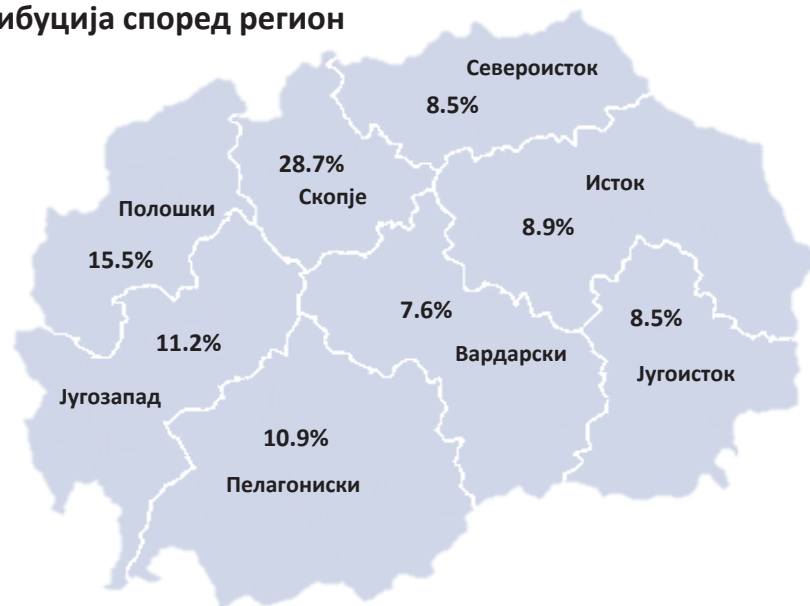 ибуција според регион
Североисток
8.5%
28.7%
Скопје
Исток
8.9%
Полошки
15.5%
7.6%
Вардарски
8.5%
Југоисток
11.2%
Југозапад
10.9%
Пелагониски